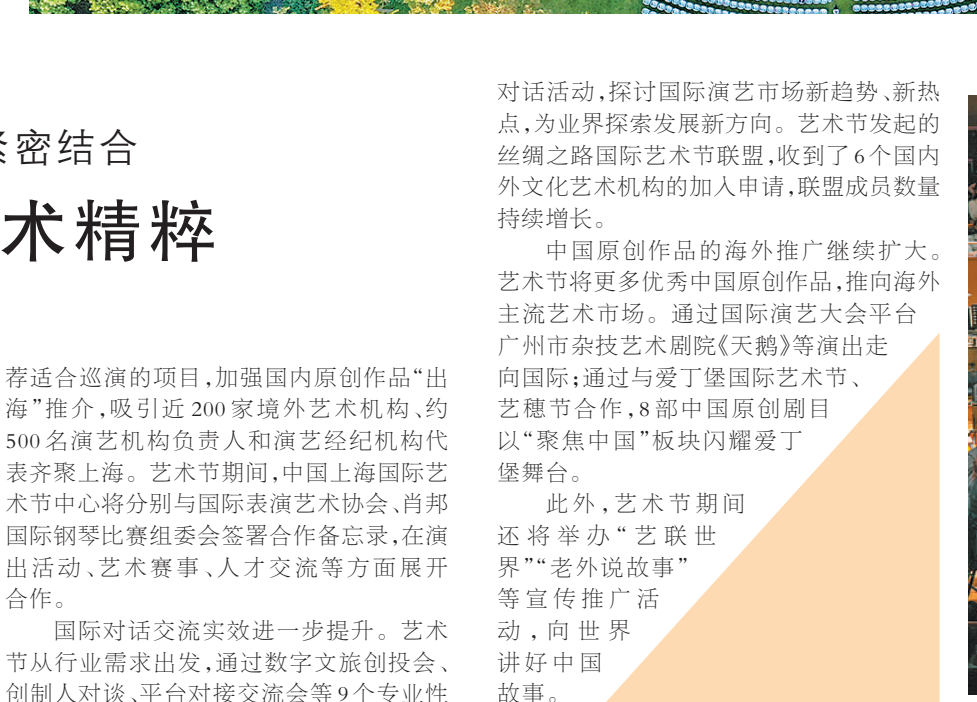 密结合
术精粹
荐适合巡演的项目,加强国内原创作品“出
海”推介,吸引近200家境外艺术机构、约
500名演艺机构负责人和演艺经纪机构代
表齐聚上海。艺术节期间,中国上海国际艺
术节中心将分别与国际表演艺术协会、肖邦
国际钢琴比赛组委会签署合作备忘录,在演
出活动、艺术赛事、人才交流等方面展开
合作。
国际对话交流实效进一步提升。艺术
节从行业需求出发,通过数字文旅创投会、
创制人对谈、平台对接交流会等9个专业性
对话活动,探讨国际演艺市场新趋势、新热
点,为业界探索发展新方向。艺术节发起的
丝绸之路国际艺术节联盟,收到了6个国内
外文化艺术机构的加入申请,联盟成员数量
持续增长。
中国原创作品的海外推广继续扩大。
艺术节将更多优秀中国原创作品,推向海外
主流艺术市场。通过国际演艺大会平台
广州市杂技艺术剧院《天鹅》等演出走
向国际;通过与爱丁堡国际艺术节、
艺穗节合作,8部中国原创剧目
以“聚焦中国”板块闪耀爱丁
堡舞台。
此外,艺术节期间
还将举办“艺联世
界”“老外说故事”
等宣传推广活
动,向世界
讲好中国
故事。